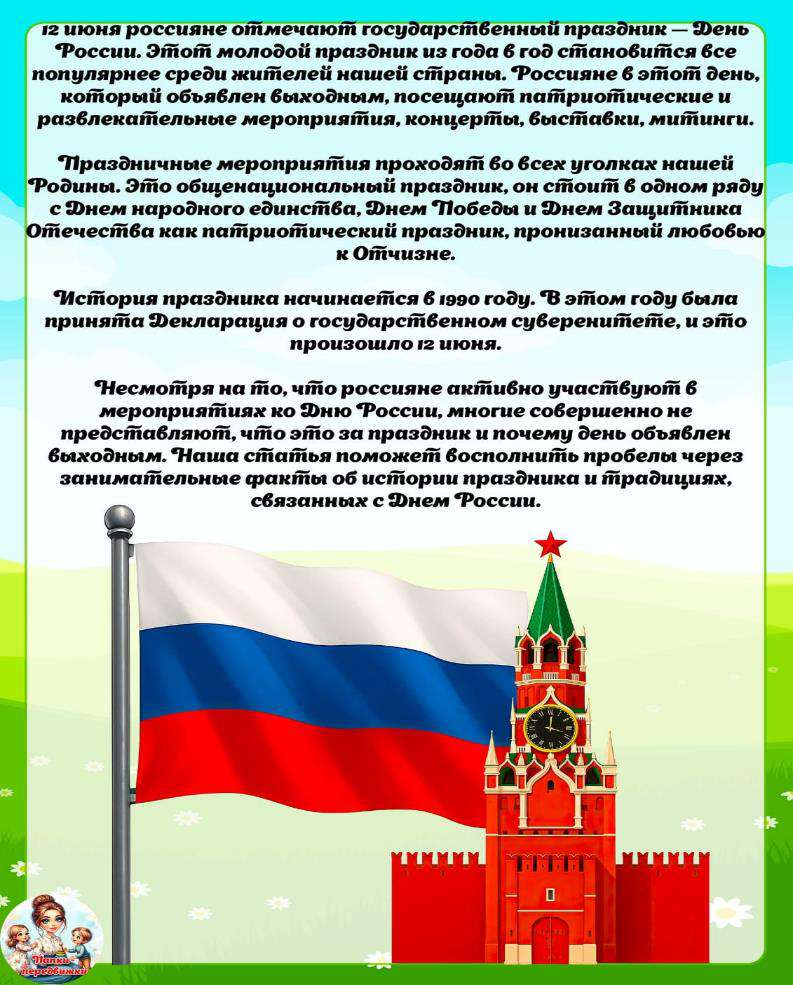 12 июня россияне отмечают государственный праздник — День
России. Этот молодой праздник из года в год становится все
популярнее среди жителей нашей страны. Россияне в этот день,
который объявлен выходным, посещают патриотические и
развлекательные мероприятия, концерты, выставки, митинги.
Праздничные мероприятия проходят во всех уголках нашей
Родины. Это общенациональный праздник, он стоит в одном ряду
с Днем народного единства, Днем Победы и Днем Защитника
Отечества как патриотический праздник, пронизанный любовью
к Отчизне.
История праздника начинается в 1990 году. В этом году была
принята Декларация о государственном суверенитете, и это
произошло 12 июня.
Несмотря на то, что россияне активно участвуют в
мероприятиях ко Дню России, многие совершенно не
представляют, что это за праздник и почему день объявлен
выходным. Наша статья поможет восполнить пробелы через
занимательные факты об истории праздника и традициях,
связанных с Днем России.
Папки-
передвижки